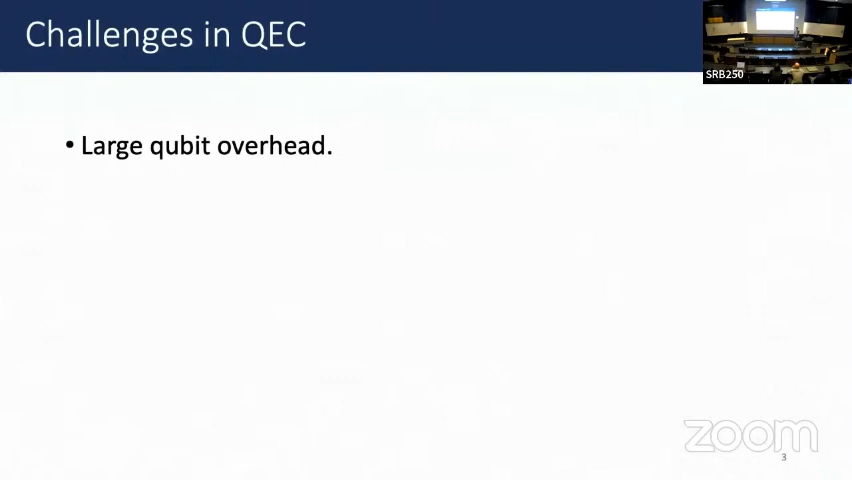 Challenges in QEC
SRB250
• Large qubit overhead.
zoom
3